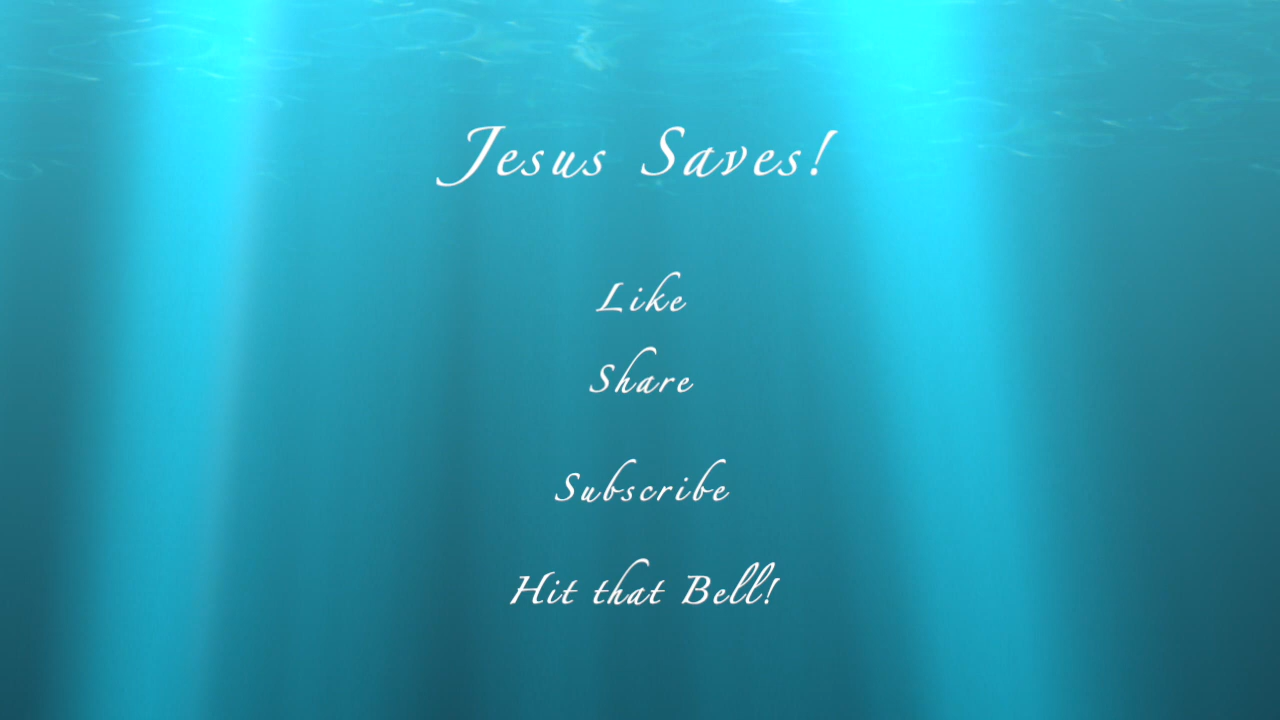 Jesus Saves!
Like
Share
Subscribe
Hit that Bell!